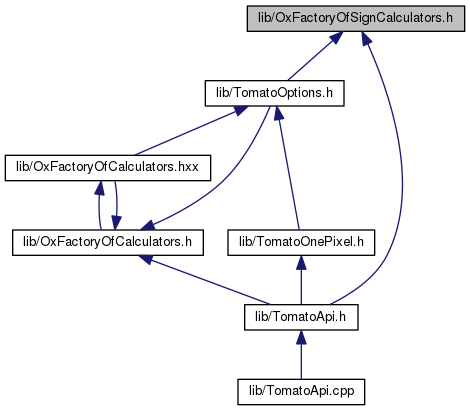 lib/OxFactoryOfSignCalculators.h
lib/TomatoOptions.h
lib/OxFactoryOfCalculators.hxx
lib/OxFactoryOfCalculators.h
lib/TomatoOnePixel.h
lib/TomatoApi.h
lib/TomatoApi.cpp